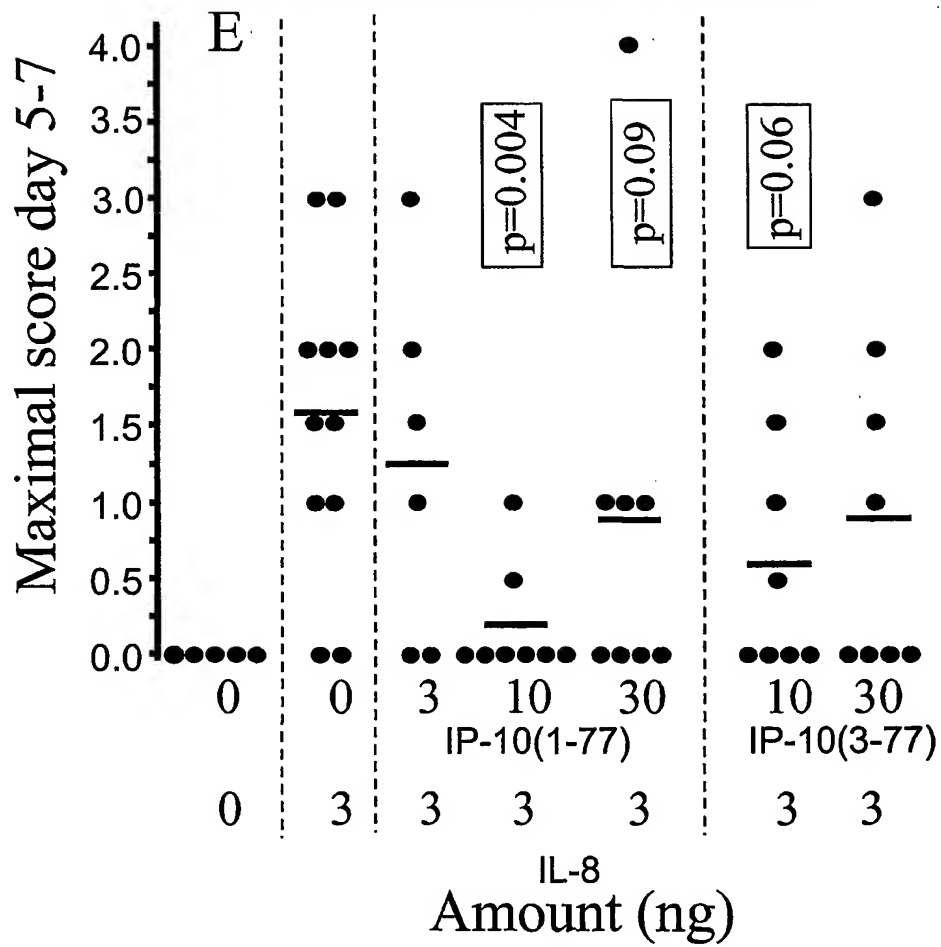 E
Maximal score day 5-7
4.0
3.5
3.0
2.5
2.0
1.5
1.0
0.5
0.0
p=0.004
p=0.09
p=0.06
0 0 3 10 30 10 30
IP-10(1-77) IP-10(3-77)
0 3 3 3 3 3 3
IL-8
Amount (ng)